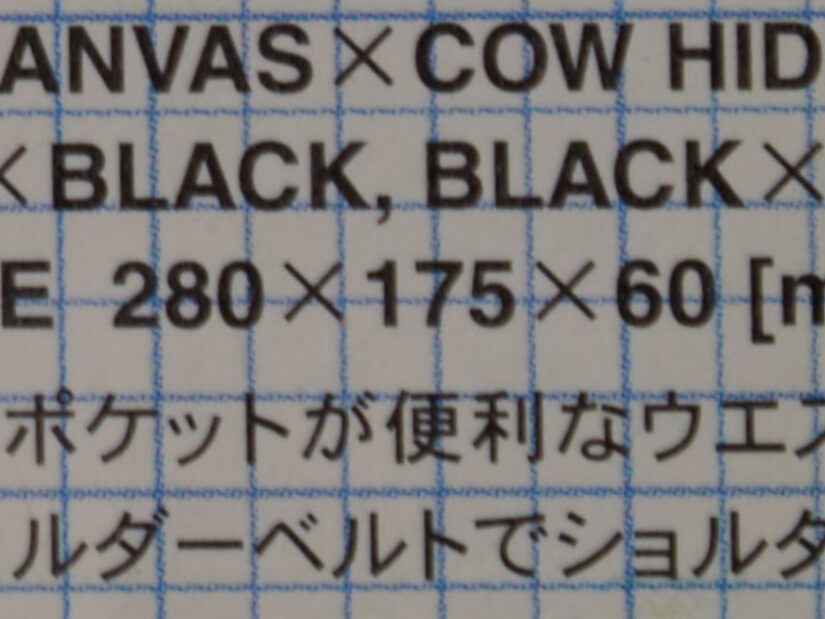 ANVAS×COW HID
×BLACK, BLACK×
E 280×175×60 [m
ポケットが便利なウエス
ルダーベルトでショルダ